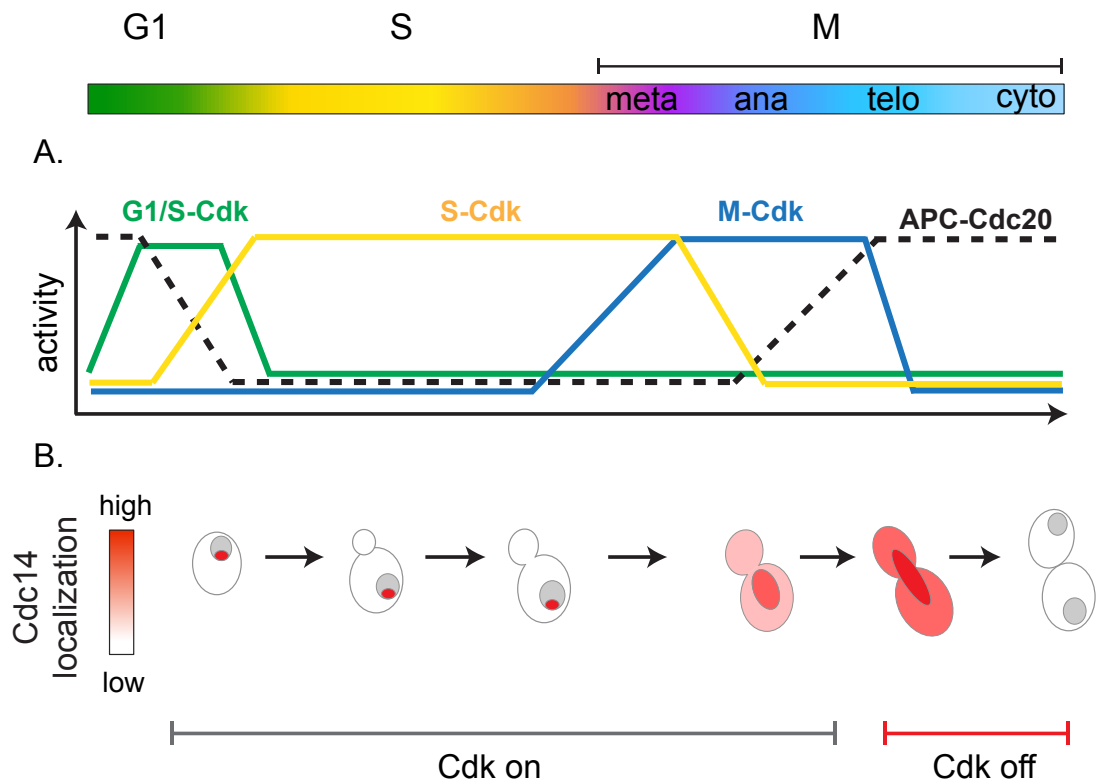 G1 S M
meta ana telo cyto
A.
G1/S-Cdk S-Cdk M-Cdk APC-Cdc20
activity
B.
high
Cdc14
localization
low
Cdk on Cdk off